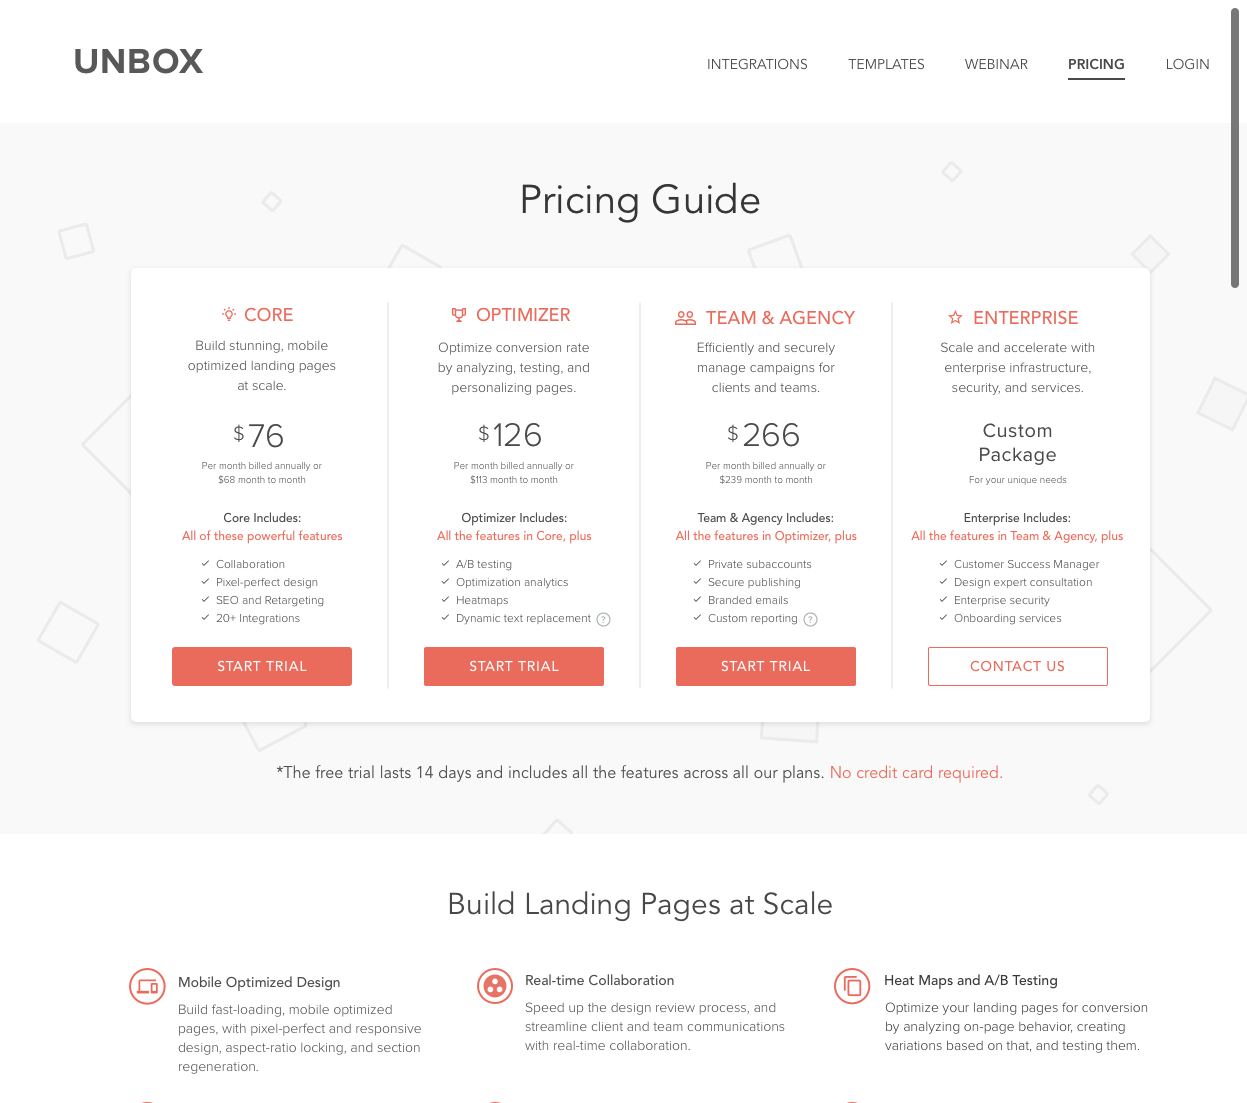 UNBOX
INTEGRATIONS
TEMPLATES
WEBINAR
PRICING
LOGIN
Pricing Guide
CORE
Build stunning, mobile
optimized landing pages
at scale.
$76
Per month billed annually or
$68 month to month
Core Includes:
All of these powerful features
Collaboration
Pixel-perfect design
SEO and Retargeting
20+ Integrations
START TRIAL
OPTIMIZER
Optimize conversion rate
by analyzing, testing, and
personalizing pages.
$126
Per month billed annually or
$113 month to month
Optimizer Includes:
All the features in Core, plus
A/B testing
Optimization analytics
Heatmaps
Dynamic text replacement ?
START TRIAL
TEAM & AGENCY
Efficiently and securely
manage campaigns for
clients and teams.
$266
Per month billed annually or
$239 month to month
Team & Agency Includes:
All the features in Optimizer, plus
Private subaccounts
Secure publishing
Branded emails
Custom reporting ?
START TRIAL
ENTERPRISE
Scale and accelerate with
enterprise infrastructure,
security, and services.
Custom
Package
For your unique needs
Enterprise Includes:
All the features in Team & Agency, plus
Customer Success Manager
Design expert consultation
Enterprise security
Onboarding services
CONTACT US
*The free trial lasts 14 days and includes all the features across all our plans. No credit card required.
Build Landing Pages at Scale
Mobile Optimized Design
Build fast-loading, mobile optimized
pages, with pixel-perfect and responsive
design, aspect-ratio locking, and section
regeneration.
Real-time Collaboration
Speed up the design review process, and
streamline client and team communications
with real-time collaboration.
Heat Maps and A/B Testing
Optimize your landing pages for conversion
by analyzing on-page behavior, creating
variations based on that, and testing them.